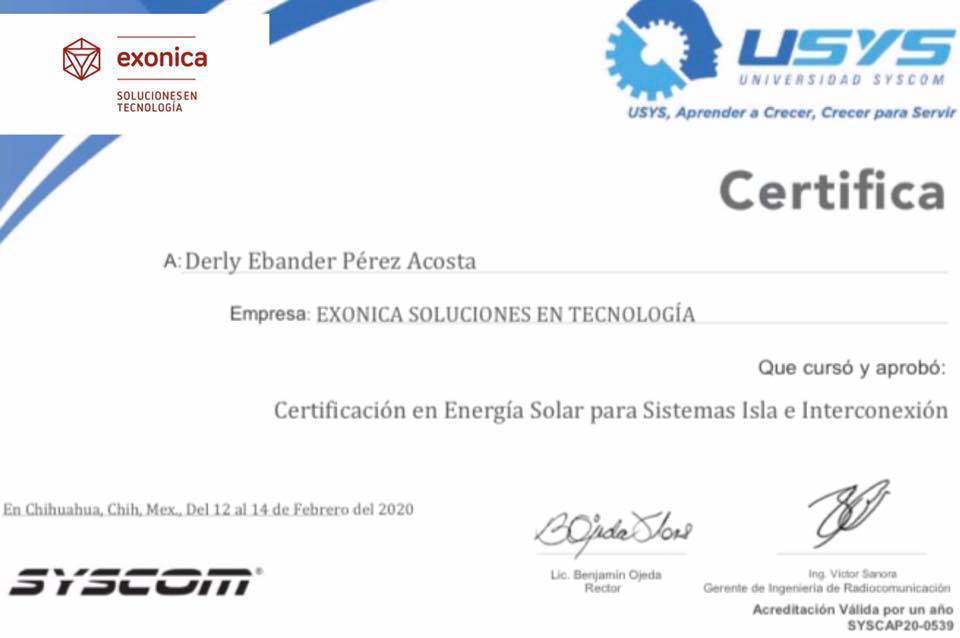 exonica
SOLUCIONES EN
TECNOLOGÍA
USYS
UNIVERSIDAD SYSCOM
USYS, Aprender a Crecer, Crecer para Servir
Certifica
A: Derly Ebander Pérez Acosta
Empresa: EXONICA SOLUCIONES EN TECNOLOGÍA
Que cursó y aprobó:
Certificación en Energía Solar para Sistemas Isla e Interconexión
En Chihuahua, Chih, Mex., Del 12 al 14 de Febrero del 2020
SYSCOM®
Lic. Benjamín Ojeda
Rector
Ing. Víctor Sanora
Gerente de Ingeniería de Radiocomunicación
Acreditación Válida por un año
SYSCAP20-0539